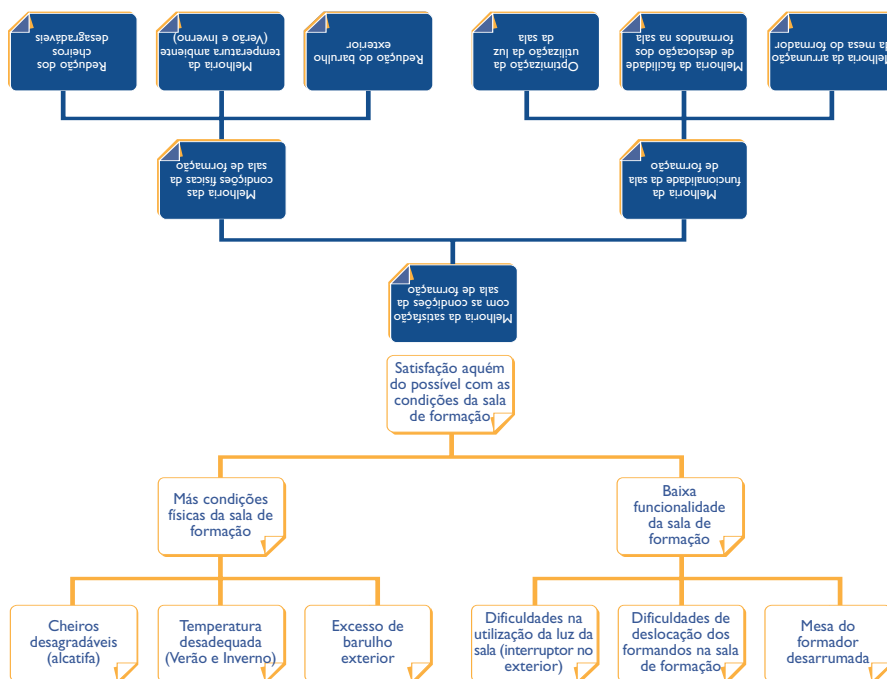 Redução dos
cheiros
desagradáveis
Melhoria da
temperatura ambiente
(Verão e Inverno)
Redução do barulho
exterior
Optimização da
utilização da luz
da sala
Melhoria da facilidade
de deslocação dos
formandos na sala
Melhoria da arrumação
da mesa do formador
Melhoria das
condições físicas da
sala de formação
Melhoria da
funcionalidade da sala
de formação
Melhoria da satisfação
com as condições da
sala de formação
Satisfação aquém
do possível com as
condições da sala
de formação
Más condições
físicas da sala de
formação
Baixa
funcionalidade
da sala de
formação
Cheiros
desagradáveis
(alcatifa)
Temperatura
desadequada
(Verão e Inverno)
Excesso de
barulho
exterior
Dificuldades na
utilização da luz da
sala (interruptor no
exterior)
Dificuldades de
deslocação dos
formandos na sala
de formação
Mesa do
formador
desarrumada